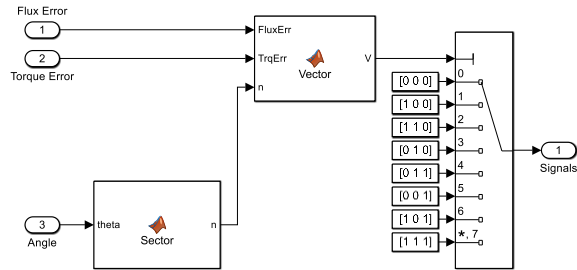 Flux Error
1
2
Torque Error
FluxErr
TrqErr
n
V
Vector
[0 0 0]
[1 0 0]
[1 1 0]
[0 1 0]
[0 1 1]
[0 0 1]
[1 0 1]
[1 1 1]
0
1
2
3
4
5
6
*, 7
1
Signals
3
Angle
theta
n
Sector